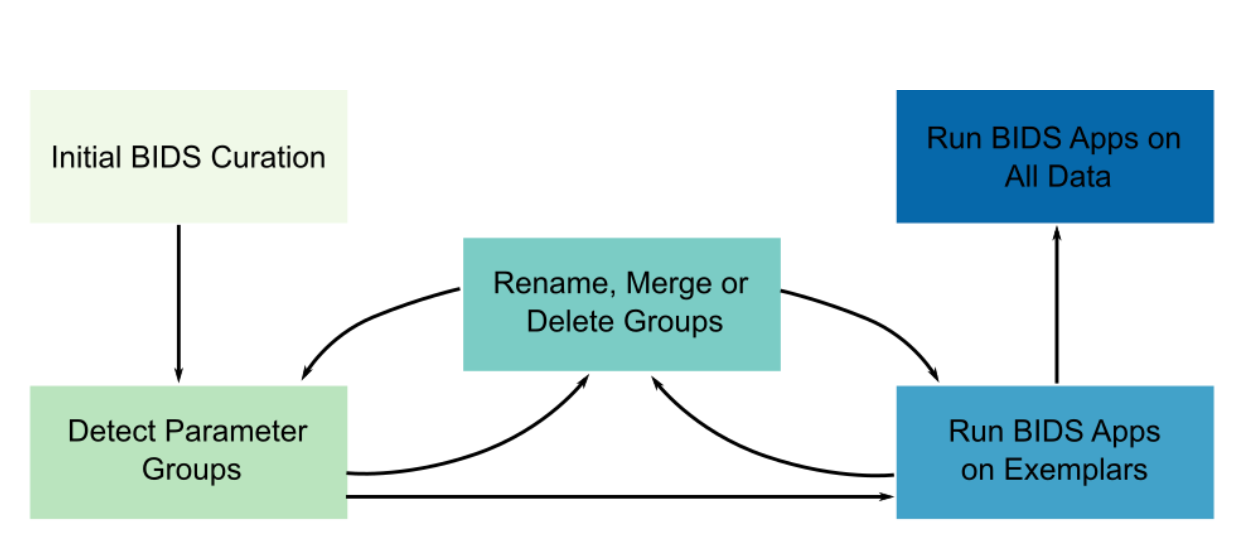 Initial BIDS Curation
Run BIDS Apps on
All Data
Rename, Merge or
Delete Groups
Detect Parameter
Groups
Run BIDS Apps
on Exemplars